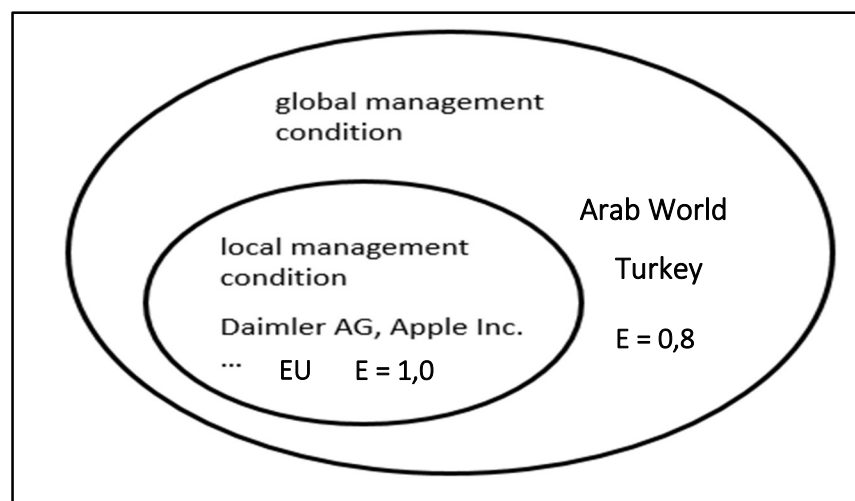 global management
condition
Arab World
local management
condition
Turkey
Daimler AG, Apple Inc.
E = 0,8
... EU E = 1,0